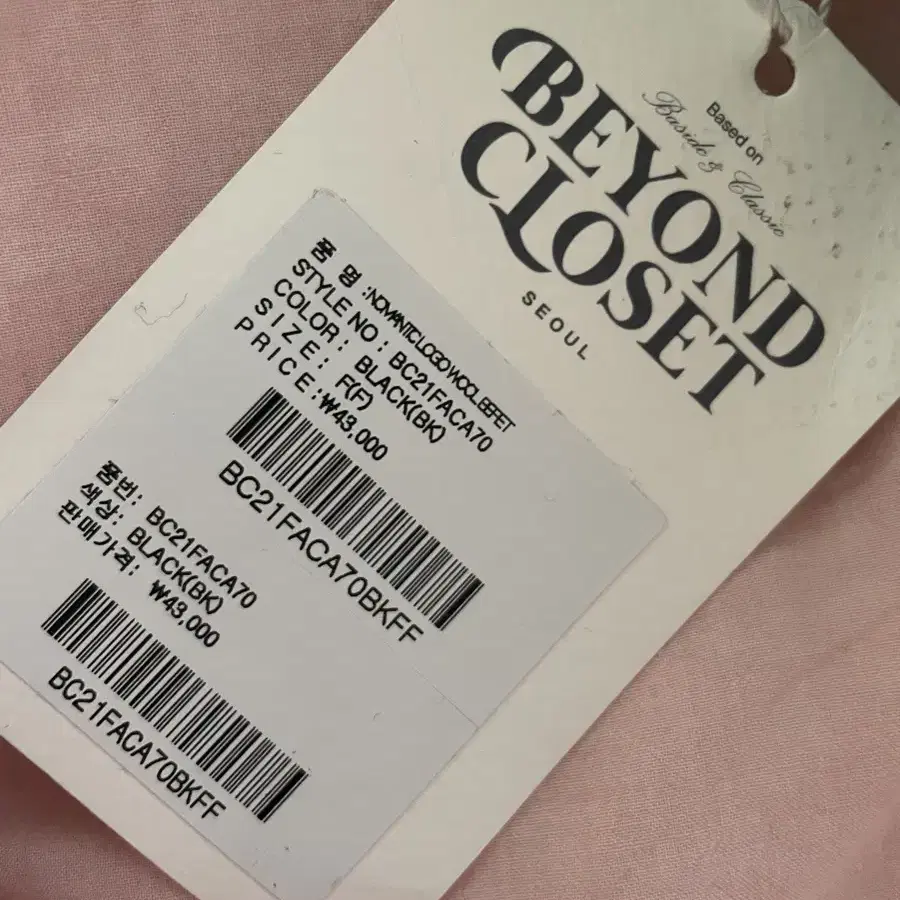 Based on
Baside & Classic
BEYOND
CLOSET
SEOUL
품 명 :NOMANTIC LOGO WOOL BERET
STYLE NO : BC21FACA70
COLOR : BLACK(BK)
SIZE : F(F)
PRICE :₩43,000
BC21FACA70BKFF
품번: BC21FACA70
색상: BLACK(BK)
판매가격: ₩43,000
BC21FACA70BKFF